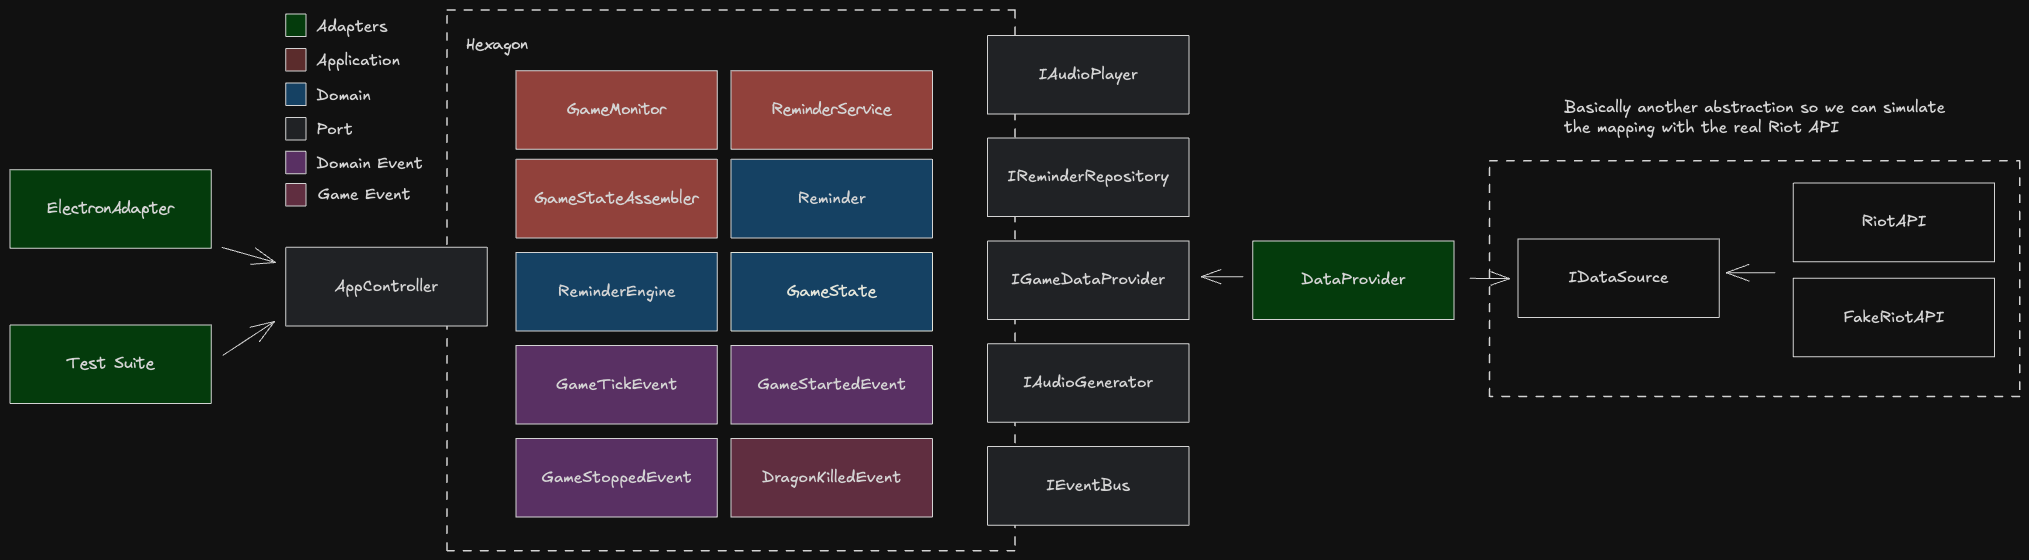 Adapters
Application
Domain
Port
Domain Event
Game Event
ElectronAdapter
Test Suite
AppController
Hexagon
GameMonitor
ReminderService
GameStateAssembler
Reminder
ReminderEngine
GameState
GameTickEvent
GameStartedEvent
GameStoppedEvent
DragonKilledEvent
IAudioPlayer
IReminderRepository
IGameDataProvider
IAudioGenerator
IEventBus
DataProvider
Basically another abstraction so we can simulate
the mapping with the real Riot API
IDataSource
RiotAPI
FakeRiotAPI